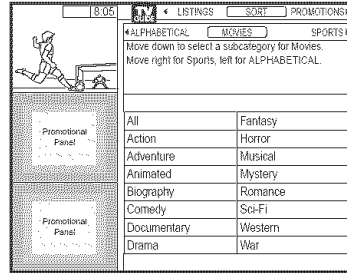 8:05
TV GUIDE LISTINGS SORT PROMOTIONS
ALPHABETICAL MOVIES SPORTS
Move down to select a subcategory for Movies.
Move right for Sports, left for ALPHABETICAL.
Promotional
Panel
Promotional
Panel
All Fantasy
Action Horror
Adventure Musical
Animated Mystery
Biography Romance
Comedy Sci-Fi
Documentary Western
Drama War